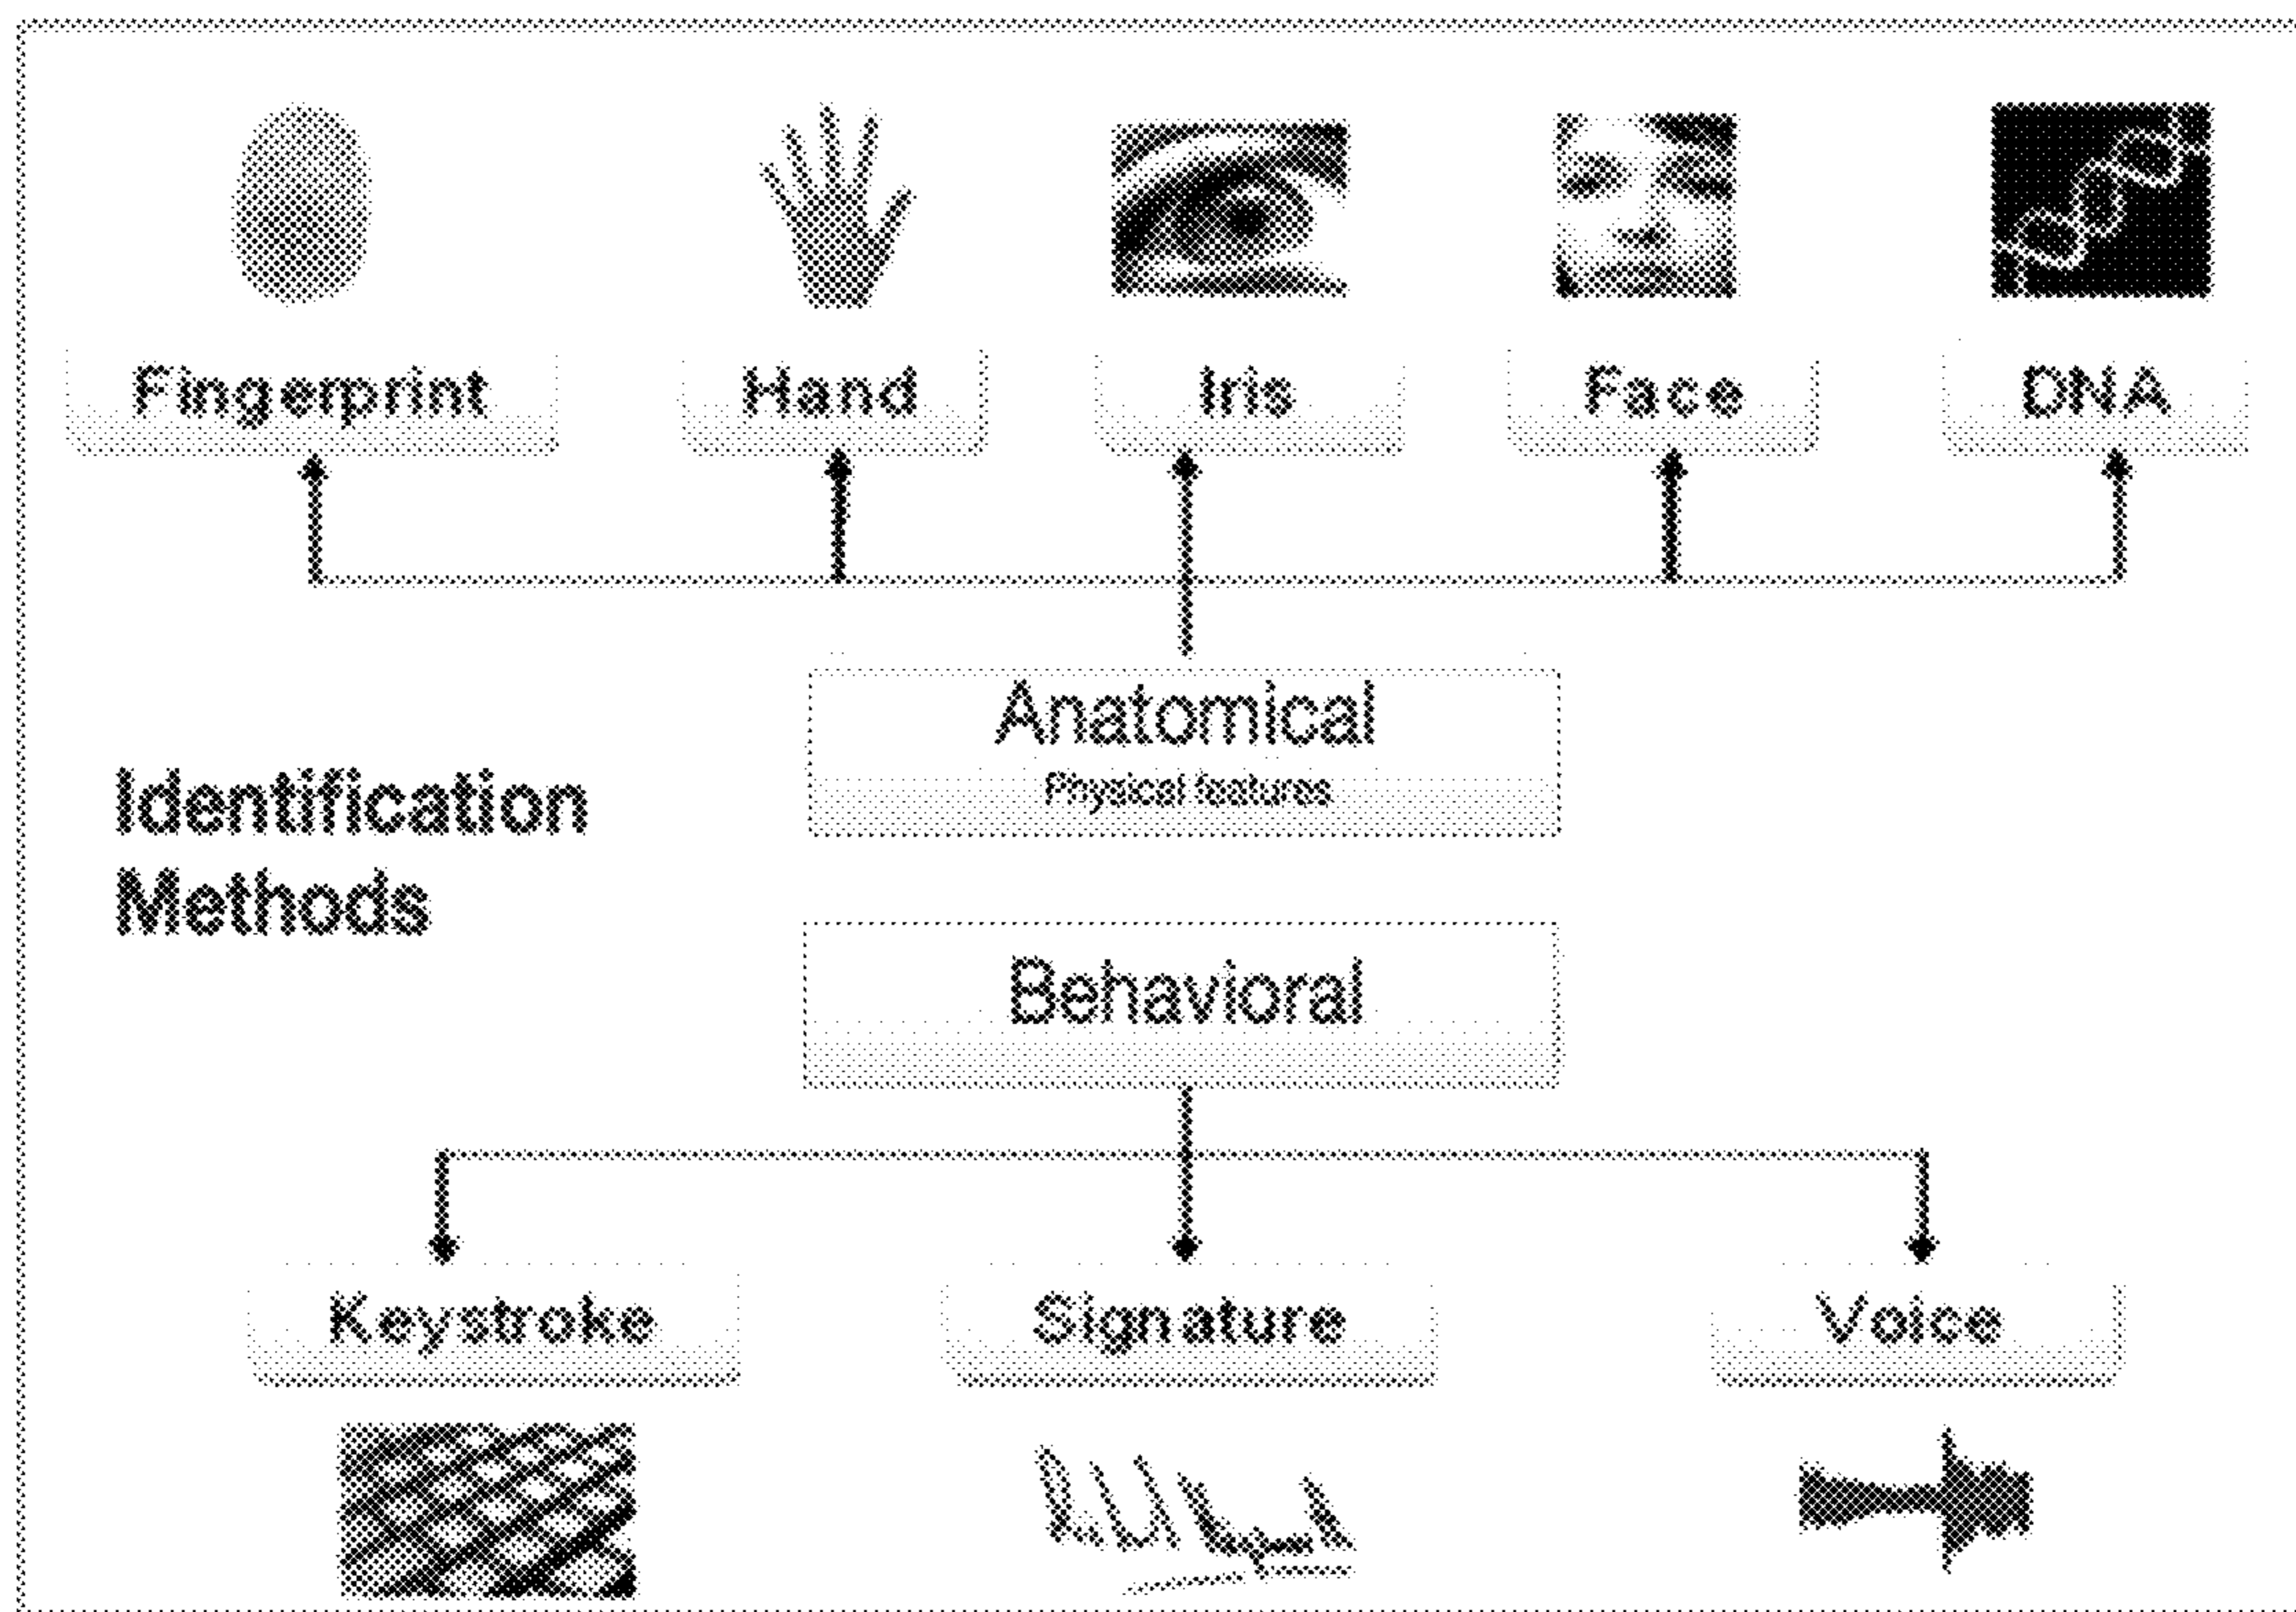 Fingerprint
Hand
Iris
Face
DNA
Anatomical
Physical features
Identification
Methods
Behavioral
Keystroke
Signature
Voice